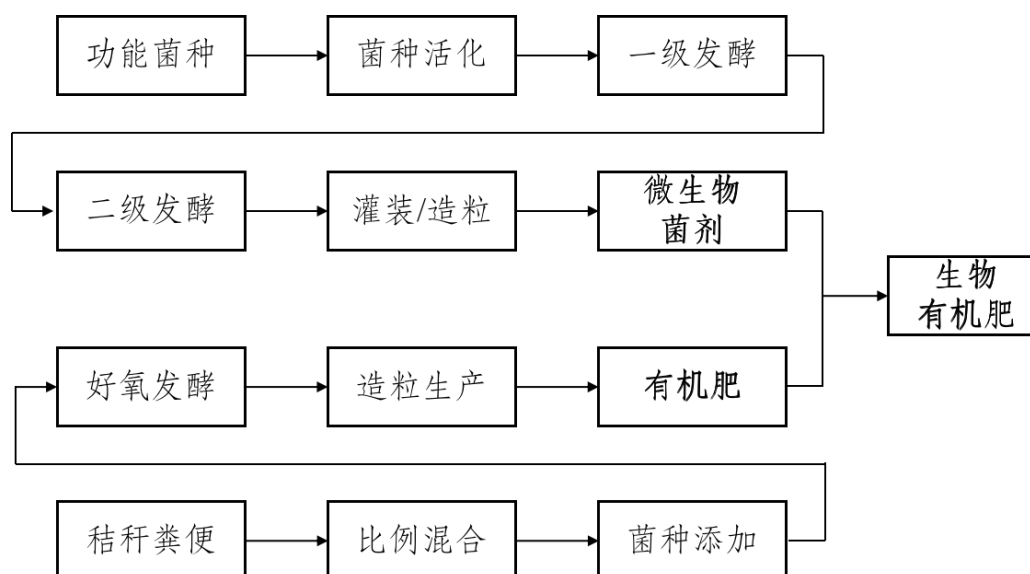 功能菌种
菌种活化
一级发酵
二级发酵
灌装/造粒
微生物
菌剂
生物
有机肥
好氧发酵
造粒生产
有机肥
秸秆粪便
比例混合
菌种添加